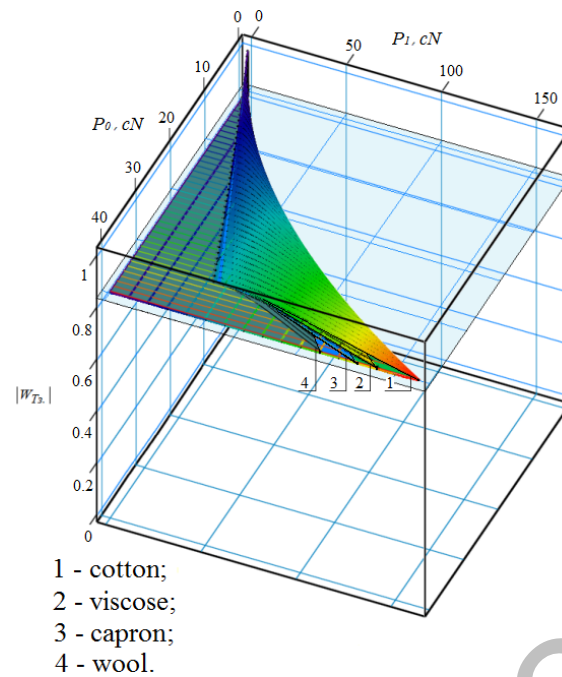 0 0
P₁, cN
50
100
150
10
P₀, cN
20
30
40
1
0.8
0.6
|W_Tз.|
0.4
0.2
0
4 3 2 1
1 - cotton;
2 - viscose;
3 - capron;
4 - wool.